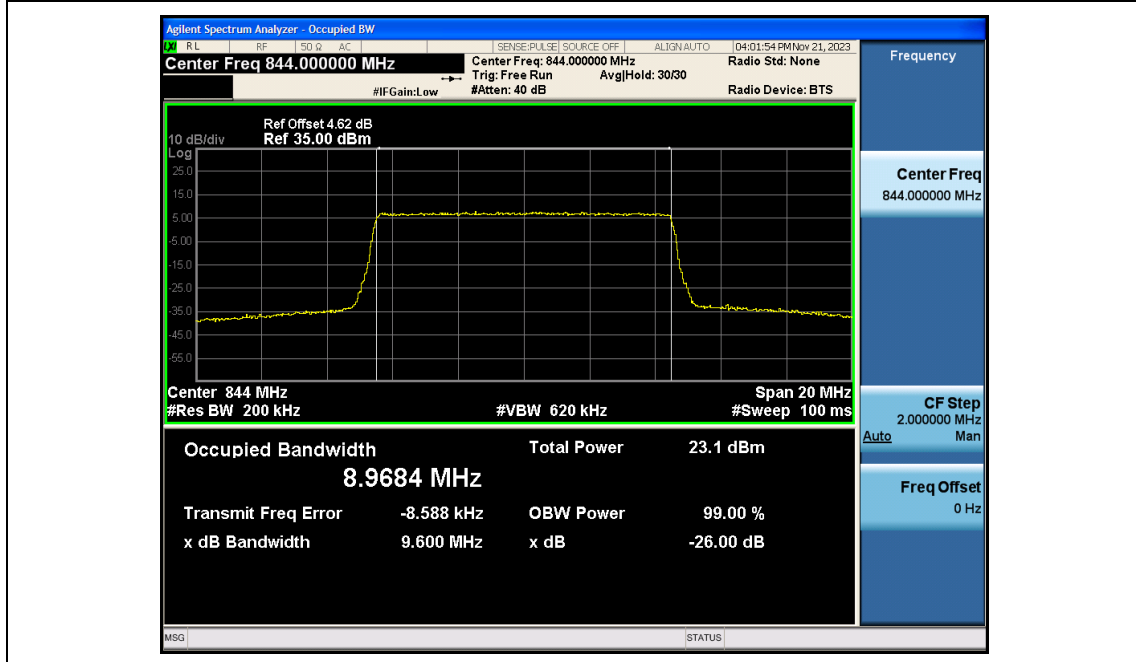 Agilent Spectrum Analyzer - Occupied BW
LXI RL RF 50 Ω AC SENSE:PULSE SOURCE OFF ALIGN AUTO 04:01:54 PM Nov 21, 2023
Center Freq 844.000000 MHz Center Freq: 844.000000 MHz Radio Std: None
Trig: Free Run Avg|Hold: 30/30
#IFGain:Low #Atten: 40 dB Radio Device: BTS
Ref Offset 4.62 dB
10 dB/div Ref 35.00 dBm
Log
25.0
15.0
5.00
-5.00
-15.0
-25.0
-35.0
-45.0
-55.0
Center 844 MHz Span 20 MHz
#Res BW 200 kHz #VBW 620 kHz #Sweep 100 ms
Occupied Bandwidth Total Power 23.1 dBm
8.9684 MHz
Transmit Freq Error -8.588 kHz OBW Power 99.00 %
x dB Bandwidth 9.600 MHz x dB -26.00 dB
MSG STATUS
Frequency
Center Freq
844.000000 MHz
CF Step
2.000000 MHz
Auto Man
Freq Offset
0 Hz